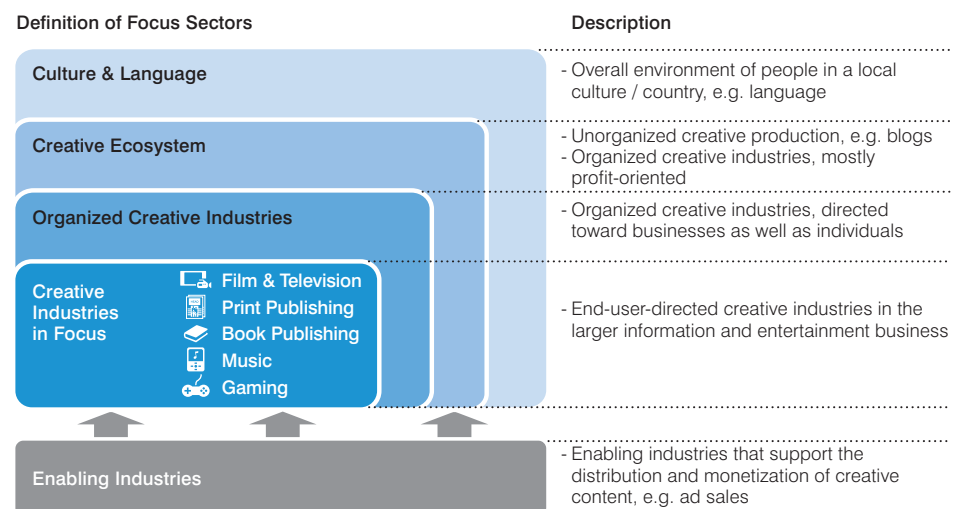 Definition of Focus Sectors
Description
Culture & Language
- Overall environment of people in a local
culture / country, e.g. language
Creative Ecosystem
- Unorganized creative production, e.g. blogs
- Organized creative industries, mostly
profit-oriented
Organized Creative Industries
- Organized creative industries, directed
toward businesses as well as individuals
Creative
Industries
in Focus
Film & Television
Print Publishing
Book Publishing
Music
Gaming
- End-user-directed creative industries in the
larger information and entertainment business
Enabling Industries
- Enabling industries that support the
distribution and monetization of creative
content, e.g. ad sales